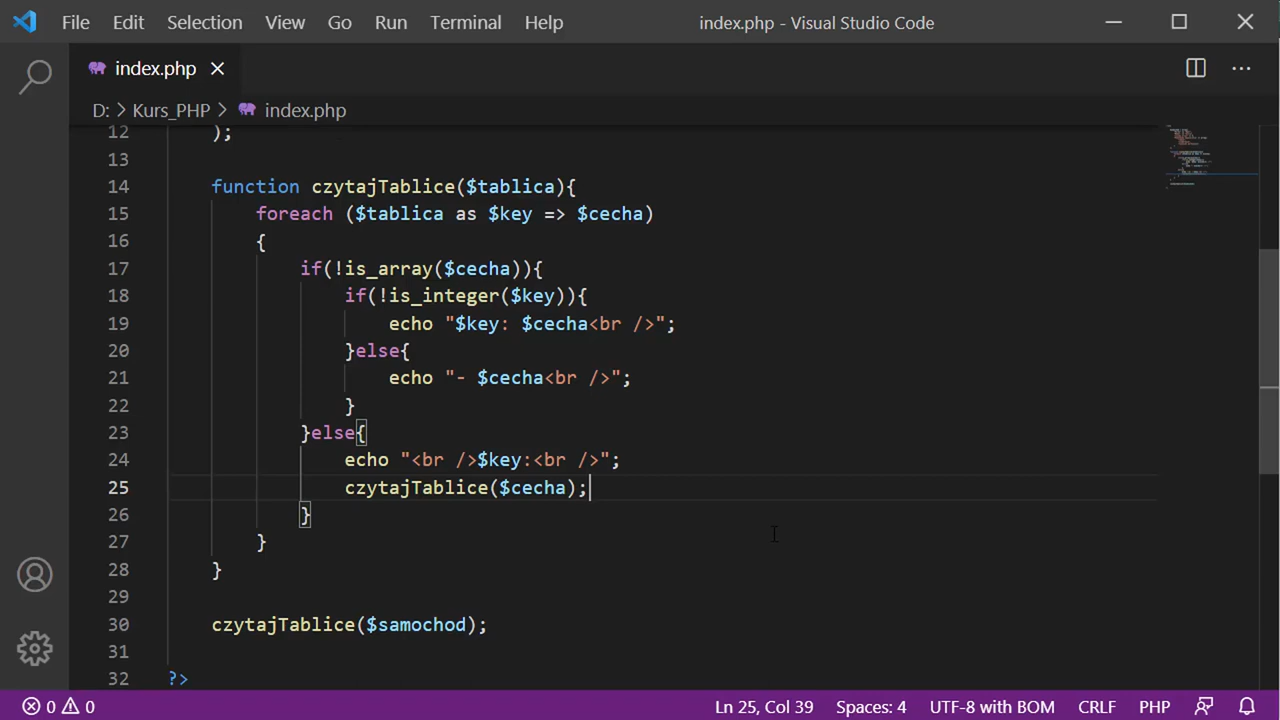 File Edit Selection View Go Run Terminal Help index.php - Visual Studio Code
index.php
D: > Kurs_PHP > index.php
12 );
13
14 function czytajTablice($tablica){
15 foreach ($tablica as $key => $cecha)
16 {
17 if(!is_array($cecha)){
18 if(!is_integer($key)){
19 echo "$key: $cecha<br />";
20 }else{
21 echo "- $cecha<br />";
22 }
23 }else{
24 echo "<br />$key:<br />";
25 czytajTablice($cecha);
26 }
27 }
28 }
29
30 czytajTablice($samochod);
31
32 ?>
0 0 Ln 25, Col 39 Spaces: 4 UTF-8 with BOM CRLF PHP